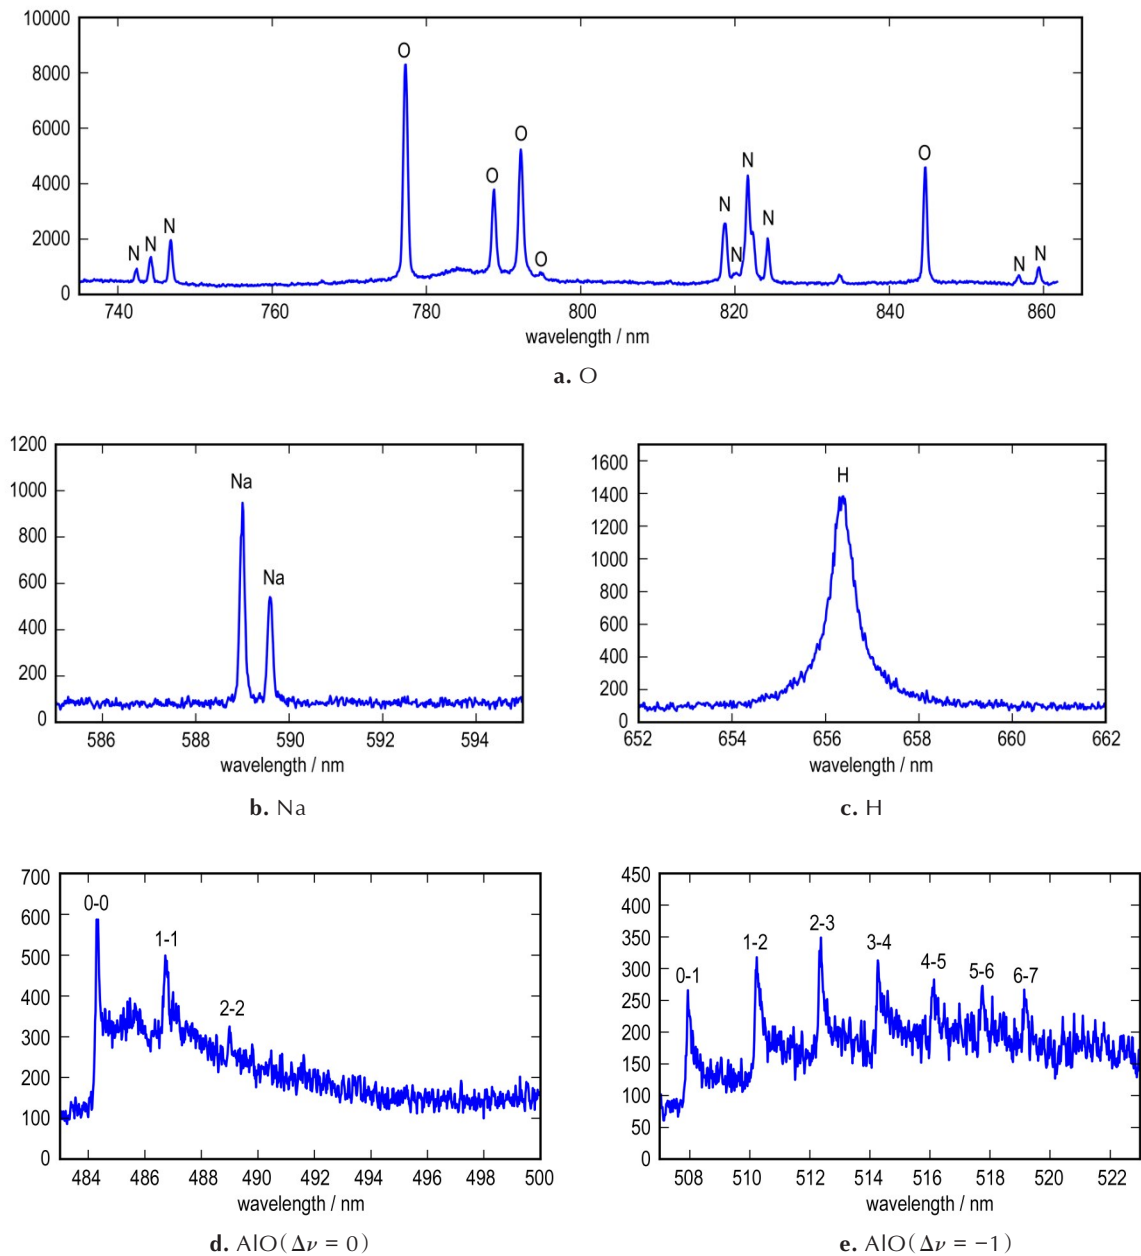 10000
8000
6000
4000
2000
0
N N N O O O O N N N N O N N
740 760 780 800 820 840 860
wavelength / nm
a. O
1200
1000
800
600
400
200
0
Na
Na
586 588 590 592 594
wavelength / nm
b. Na
1600
1400
1200
1000
800
600
400
200
0
H
652 654 656 658 660 662
wavelength / nm
c. H
700
600
500
400
300
200
100
0
0-0
1-1
2-2
484 486 488 490 492 494 496 498 500
wavelength / nm
d. AlO(Δν = 0)
450
400
350
300
250
200
150
100
50
0
0-1 1-2 2-3 3-4 4-5 5-6 6-7
508 510 512 514 516 518 520 522
wavelength / nm
e. AlO(Δν = −1)